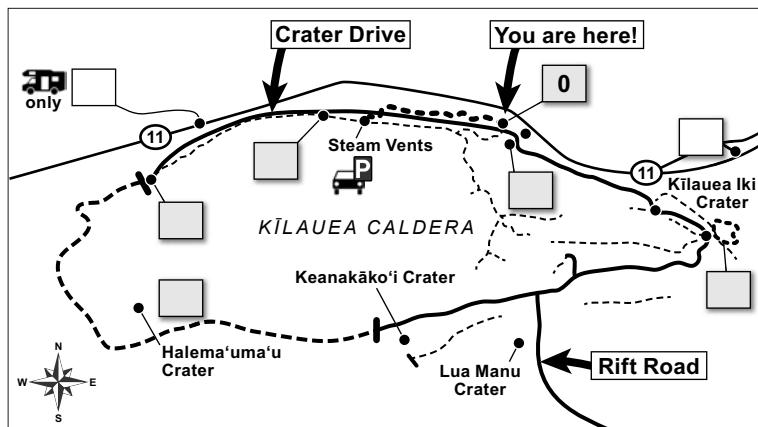 Crater Drive
You are here!
only
0
11
Steam Vents
P
11
Kīlauea Iki
Crater
KĪLAUEA CALDERA
Keanakākoʻi Crater
Halemaʻumaʻu
Crater
Lua Manu
Crater
Rift Road
N
W
E
S